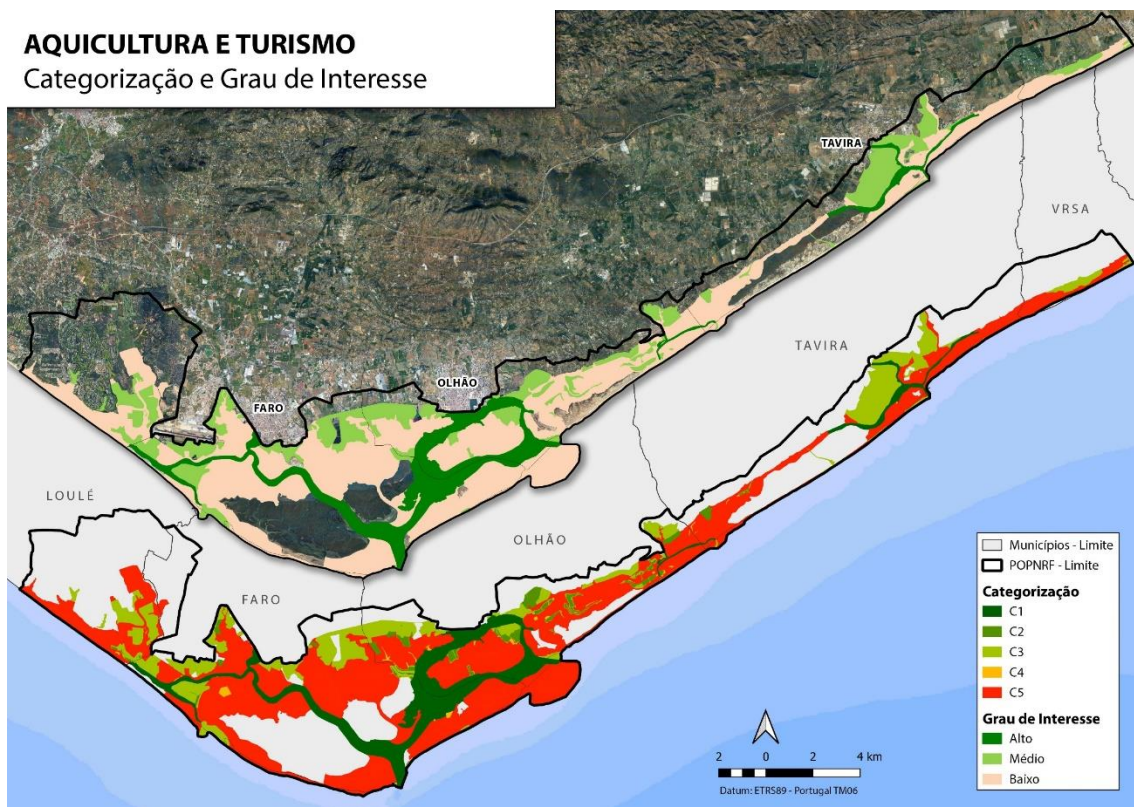 AQUICULTURA E TURISMO
Categorização e Grau de Interesse
TAVIRA
VRSA
OLHÃO
FARO
TAVIRA
LOULÉ
OLHÃO
FARO
Municípios - Limite
POPNRF - Limite
Categorização
C1
C2
C3
C4
C5
Grau de Interesse
Alto
Médio
Baixo
2 0 2 4 km
Datum: ETRS89 - Portugal TM06